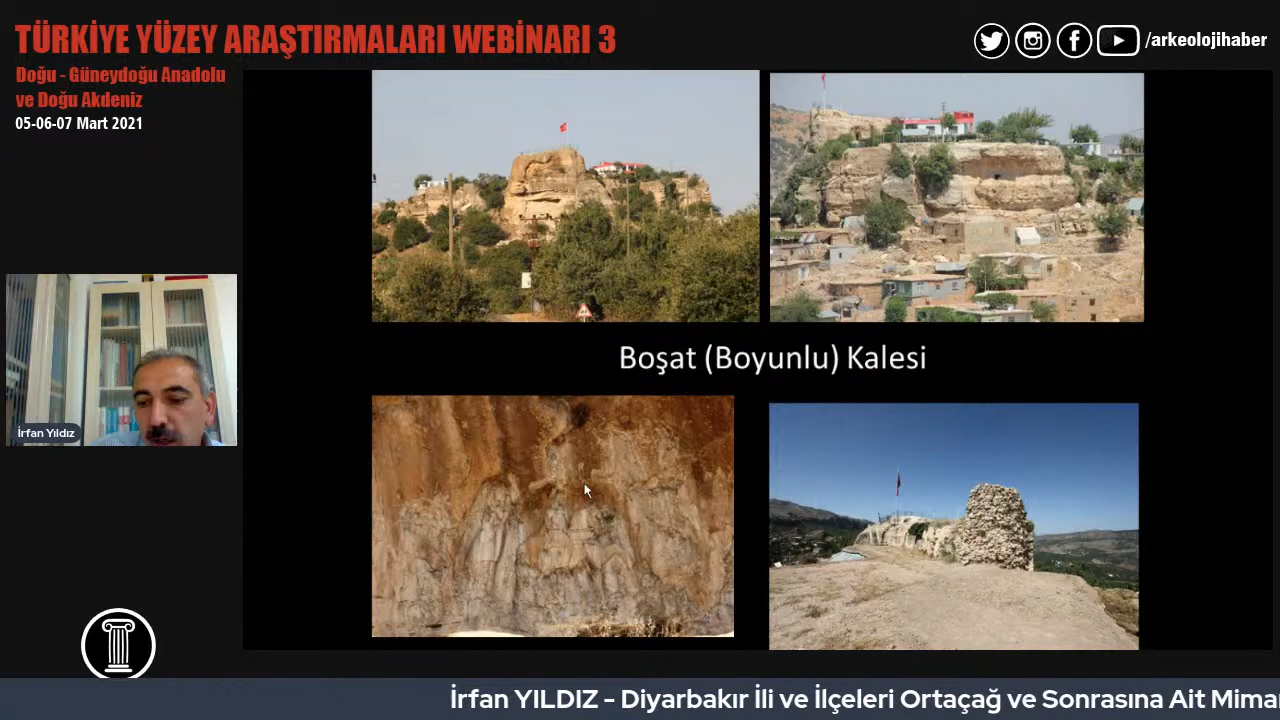 TÜRKİYE YÜZEY ARAŞTIRMALARI WEBİNARI 3
/arkeolojihaber
Doğu - Güneydoğu Anadolu
ve Doğu Akdeniz
05-06-07 Mart 2021
Boşat (Boyunlu) Kalesi
İrfan Yıldız
İrfan YILDIZ - Diyarbakır İli ve İlçeleri Ortaçağ ve Sonrasına Ait Mima